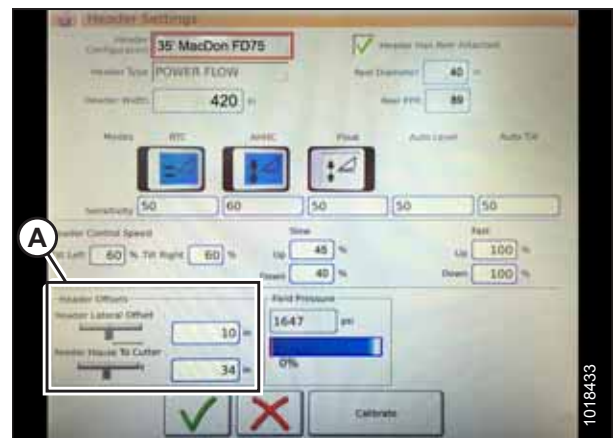 Header Settings
Header Configuration 35' MacDon FD75 Header Has Reel Attached
Header Type POWER FLOW Reel Diameter 40 in
Header Width 420 in Reel PPR 89
Modes RTC AHHC Float Auto Level Auto Tilt
Sensitivity 50 60 50 50 50
Header Control Speed Slow Fast
Tilt Left 60 % Tilt Right 60 % Up 45 % Up 100 %
Down 40 % Down 100 %
A
Header Offsets Field Pressure
Header Lateral Offset 1647 psi
10 in
Feeder House To Cutter 0%
34 in
Calibrate
1018433